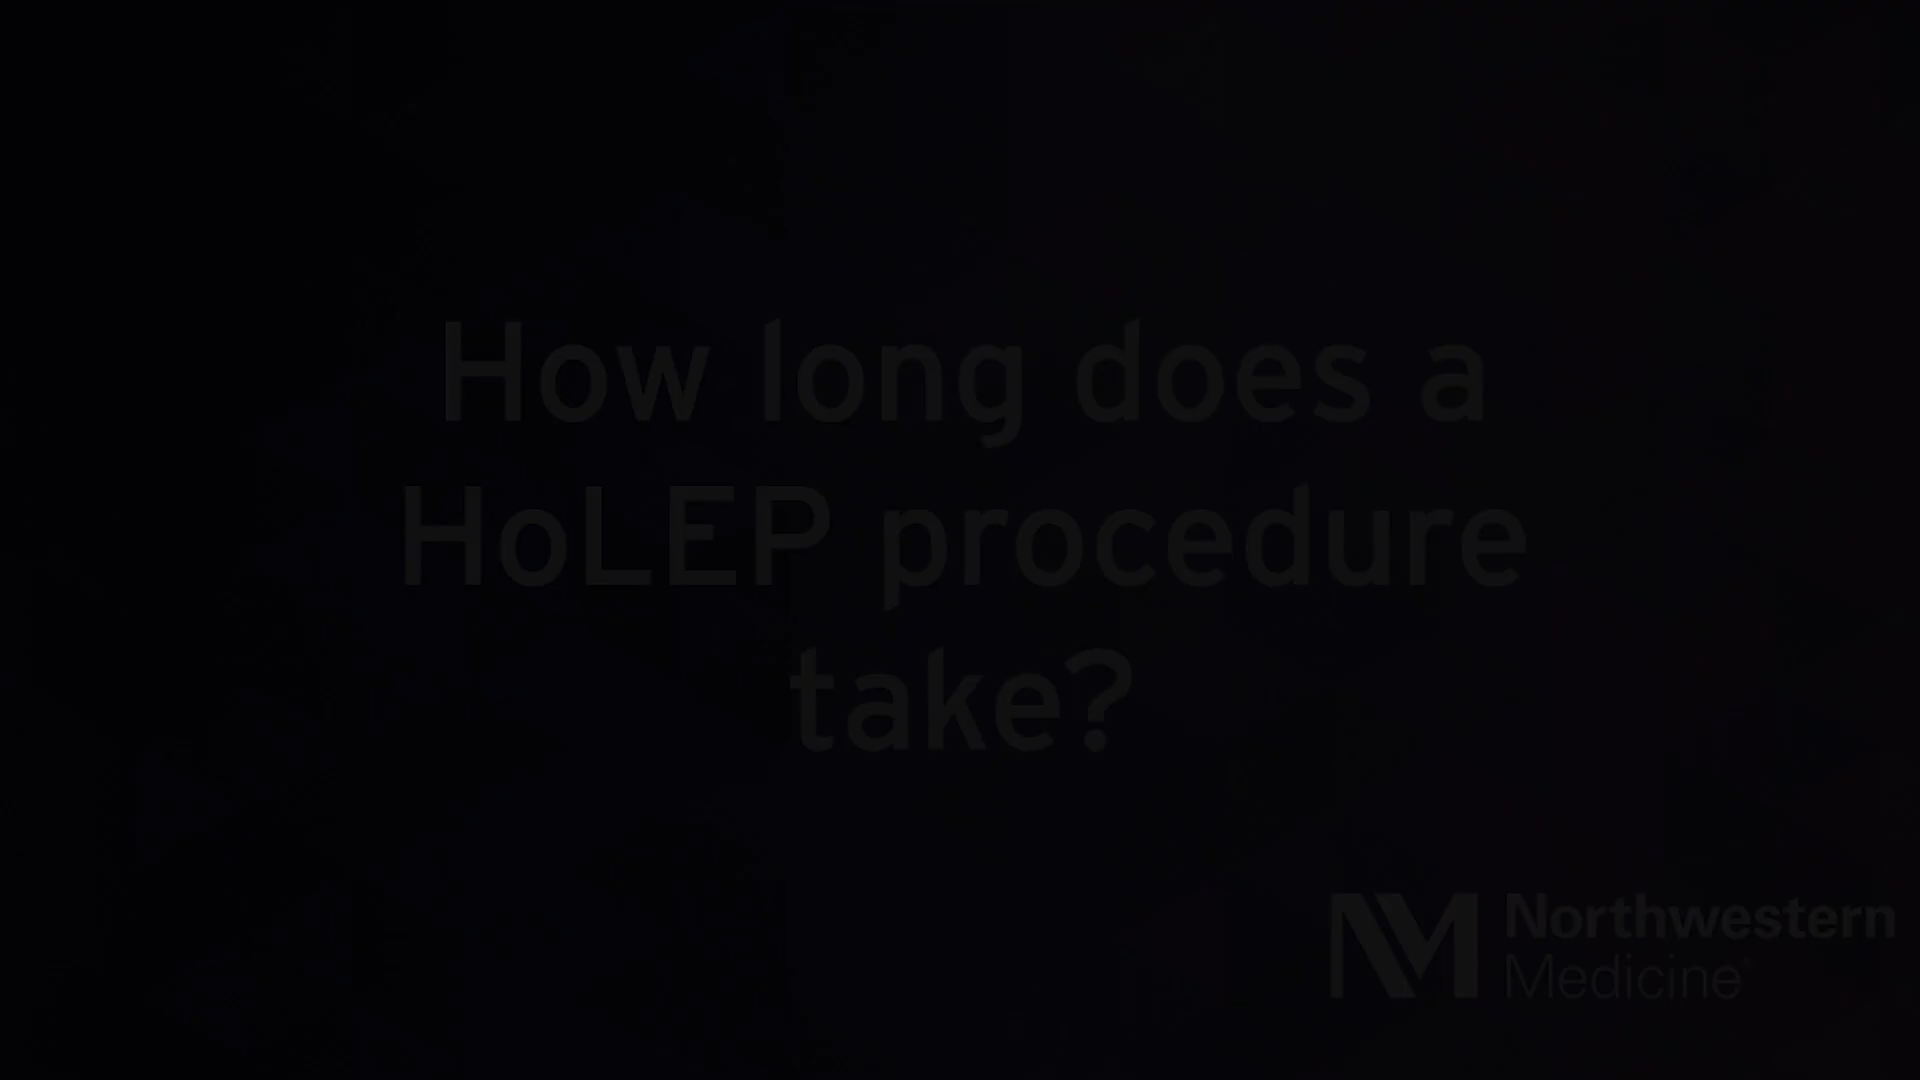 How long does a
HoLEP procedure
take?
Northwestern
Medicine